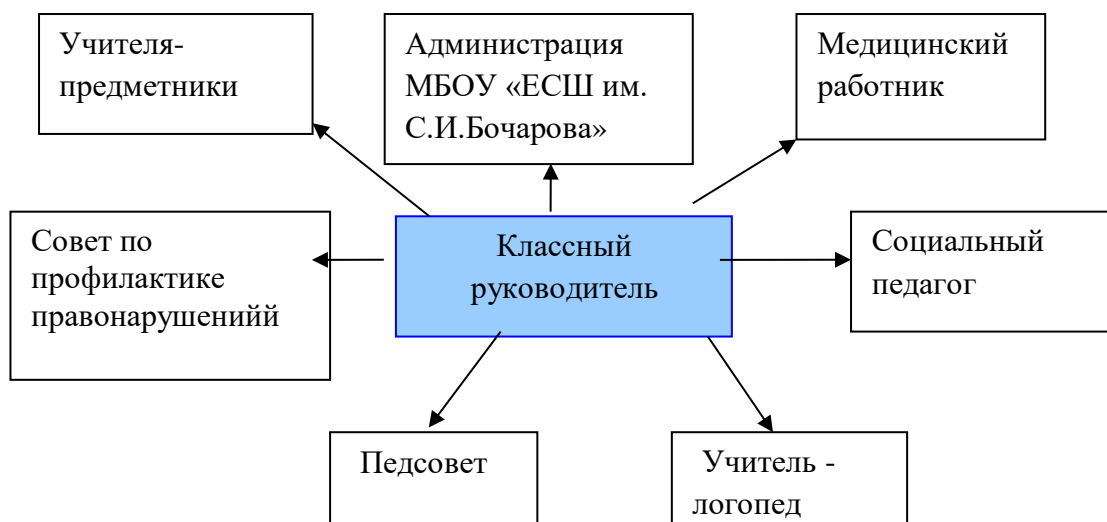 Учителя-
предметники
Администрация
МБОУ «ЕСШ им.
С.И.Бочарова»
Медицинский
работник
Совет по
профилактике
правонарушенийй
Классный
руководитель
Социальный
педагог
Педсовет
Учитель -
логопед